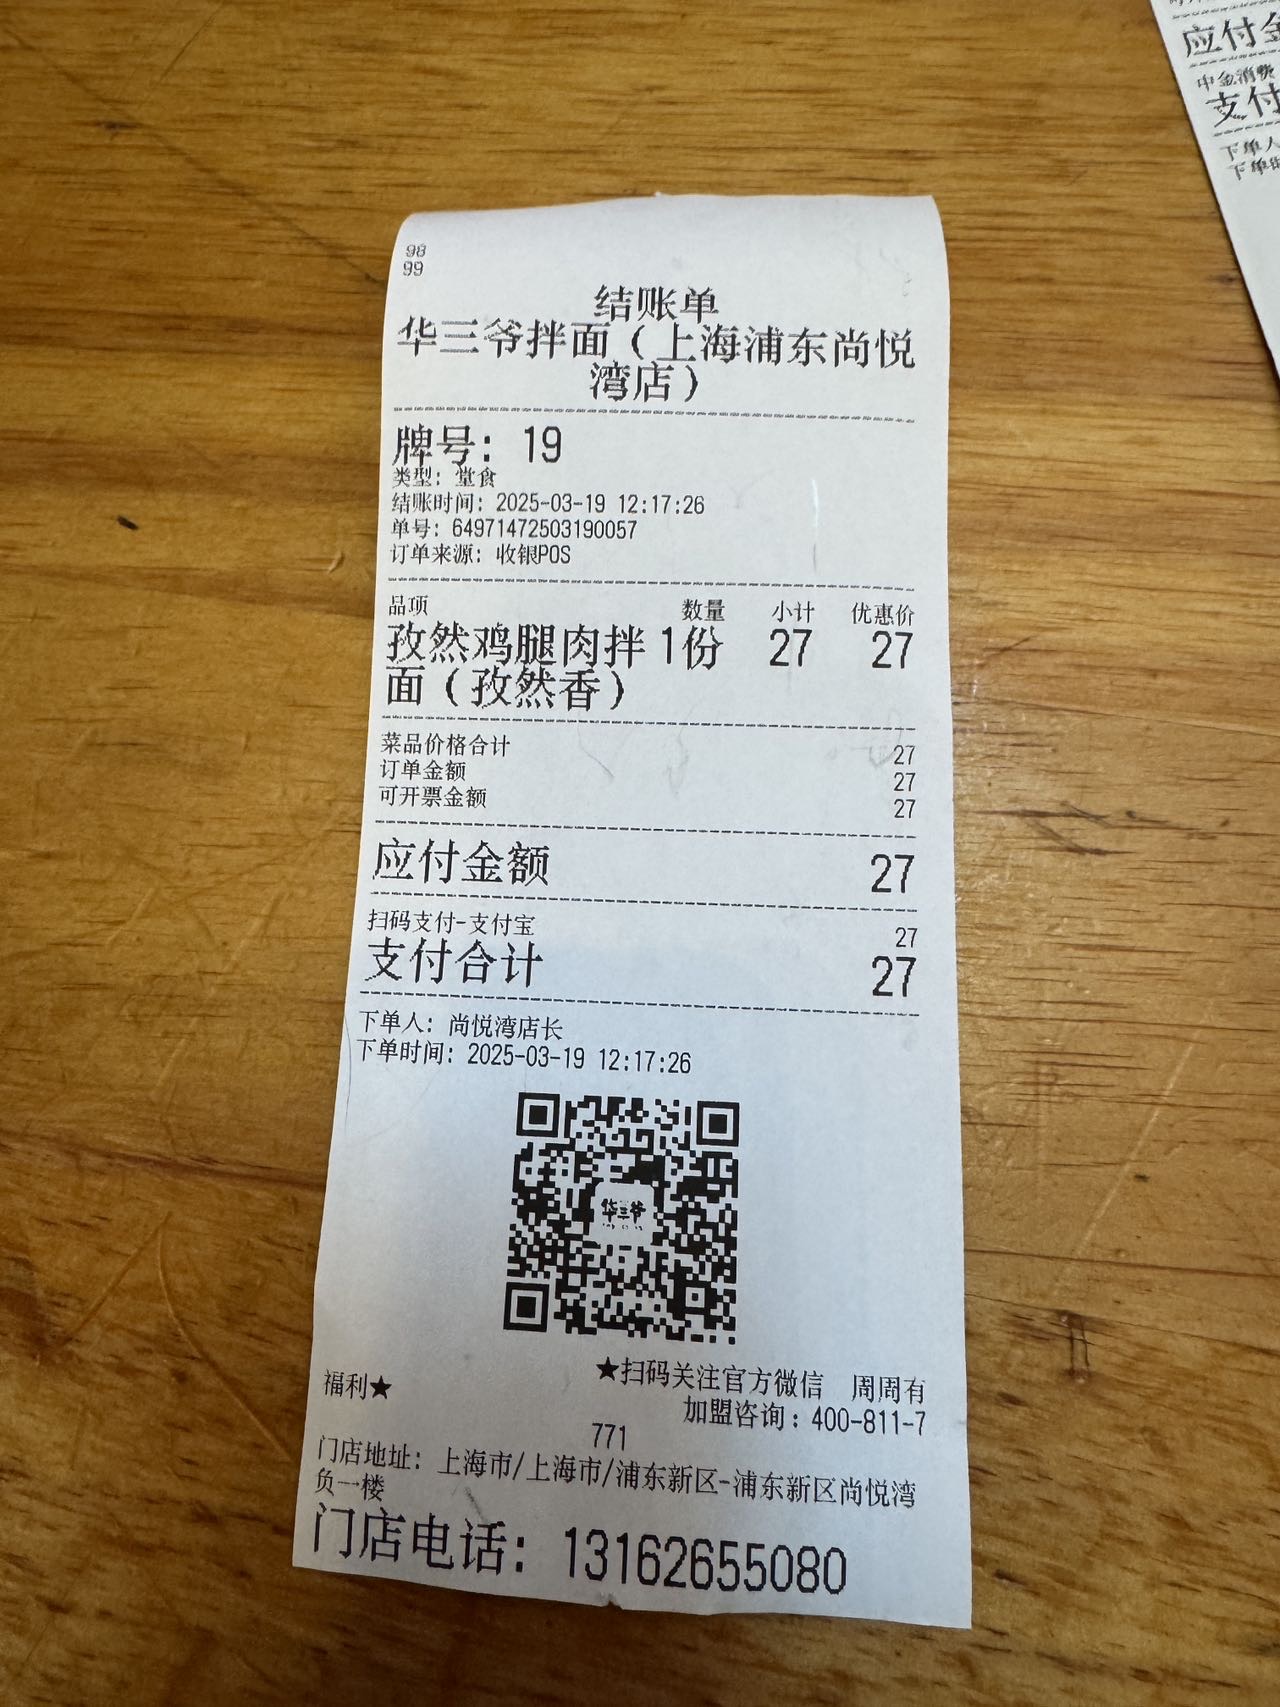 98
99
结账单
华三爷拌面（上海浦东尚悦
湾店）
牌号：19
类型：堂食
结账时间：2025-03-19 12:17:26
单号：64971472503190057
订单来源：收银POS
品项 数量 小计 优惠价
孜然鸡腿肉拌 1份 27 27
面（孜然香）
菜品价格合计 27
订单金额 27
可开票金额 27
应付金额 27
扫码支付-支付宝 27
支付合计 27
下单人：尚悦湾店长
下单时间：2025-03-19 12:17:26
华三爷
★扫码关注官方微信 周周有
福利★
加盟咨询：400-811-7
771
门店地址：上海市/上海市/浦东新区-浦东新区尚悦湾
负一楼
门店电话：13162655080
应付金
中金消费
支付
下单人
下单时